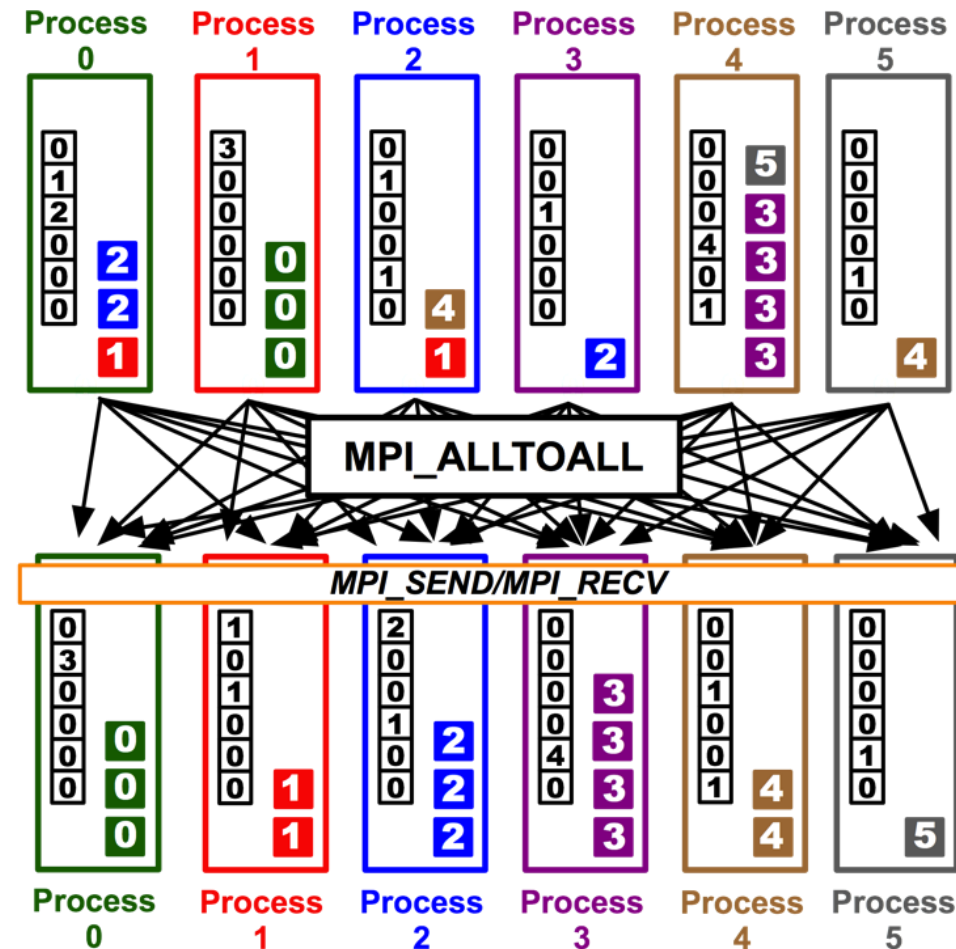 Process Process Process Process Process Process
0 1 2 3 4 5
0 3 0 0 0 0
1 0 1 0 0 5 0
2 0 0 1 0 3 0
0 0 0 0 4 3 0
2 0 0
0 0 1 0 0 3 1
0 0 0 0 1 0
2 0 4 3
1 0 1 2 3 4
MPI_ALLTOALL
MPI_SEND/MPI_RECV
0 1 2 0 0 0
3 0 0 0 0 0
0 1 0 0 3 1 0
0 0 1 0 0 0
0 2 3
0 0 0 4 0 1
0 0 0 0 1 0
0 1 2 3 4
0 1 2 3 4 5
Process Process Process Process Process Process
0 1 2 3 4 5